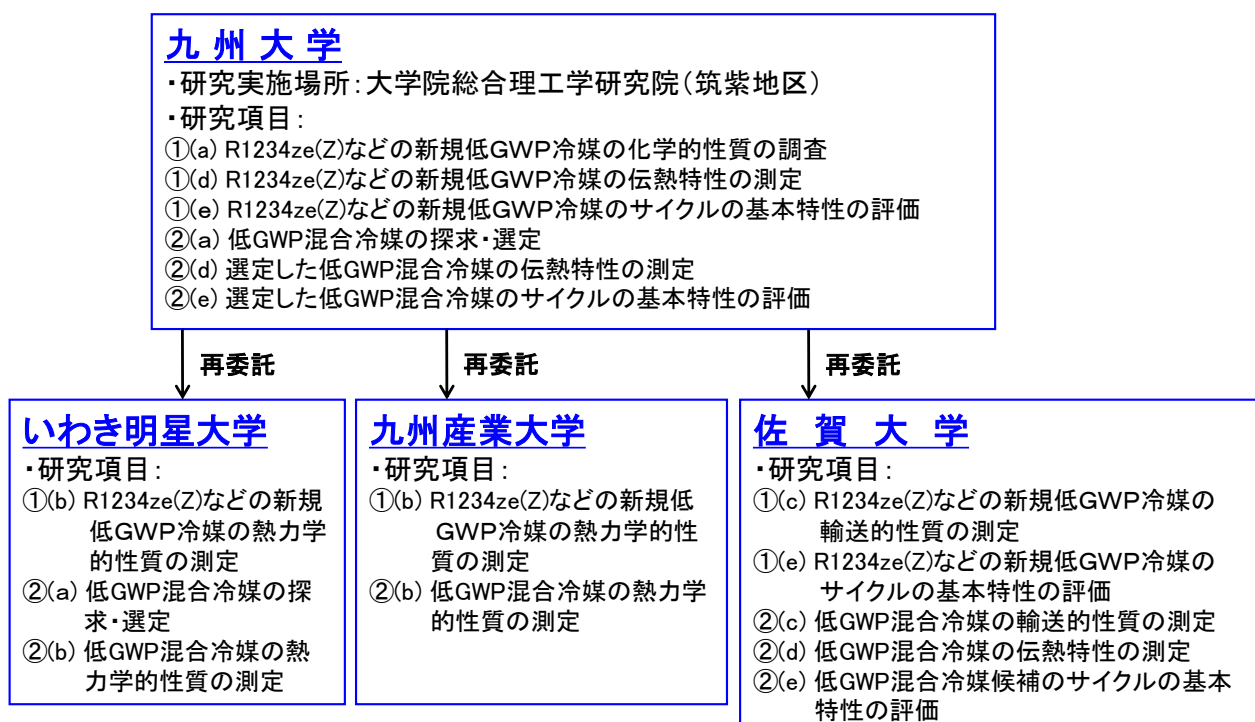 九 州 大 学
・研究実施場所：大学院総合理工学研究院（筑紫地区）
・研究項目：
①(a) R1234ze(Z)などの新規低GWP冷媒の化学的性質の調査
①(d) R1234ze(Z)などの新規低GWP冷媒の伝熱特性の測定
①(e) R1234ze(Z)などの新規低GWP冷媒のサイクルの基本特性の評価
②(a) 低GWP混合冷媒の探求・選定
②(d) 選定した低GWP混合冷媒の伝熱特性の測定
②(e) 選定した低GWP混合冷媒のサイクルの基本特性の評価
再委託
再委託
再委託
いわき明星大学
・研究項目：
①(b) R1234ze(Z)などの新規
低GWP冷媒の熱力学
的性質の測定
②(a) 低GWP混合冷媒の探
求・選定
②(b) 低GWP混合冷媒の熱
力学的性質の測定
九州産業大学
・研究項目：
①(b) R1234ze(Z)などの新規低
GWP冷媒の熱力学的性
質の測定
②(b) 低GWP混合冷媒の熱力学
的性質の測定
佐 賀 大 学
・研究項目：
①(c) R1234ze(Z)などの新規低GWP冷媒の
輸送的性質の測定
①(e) R1234ze(Z)などの新規低GWP冷媒の
サイクルの基本特性の評価
②(c) 低GWP混合冷媒の輸送的性質の測定
②(d) 低GWP混合冷媒の伝熱特性の測定
②(e) 低GWP混合冷媒候補のサイクルの基本
特性の評価